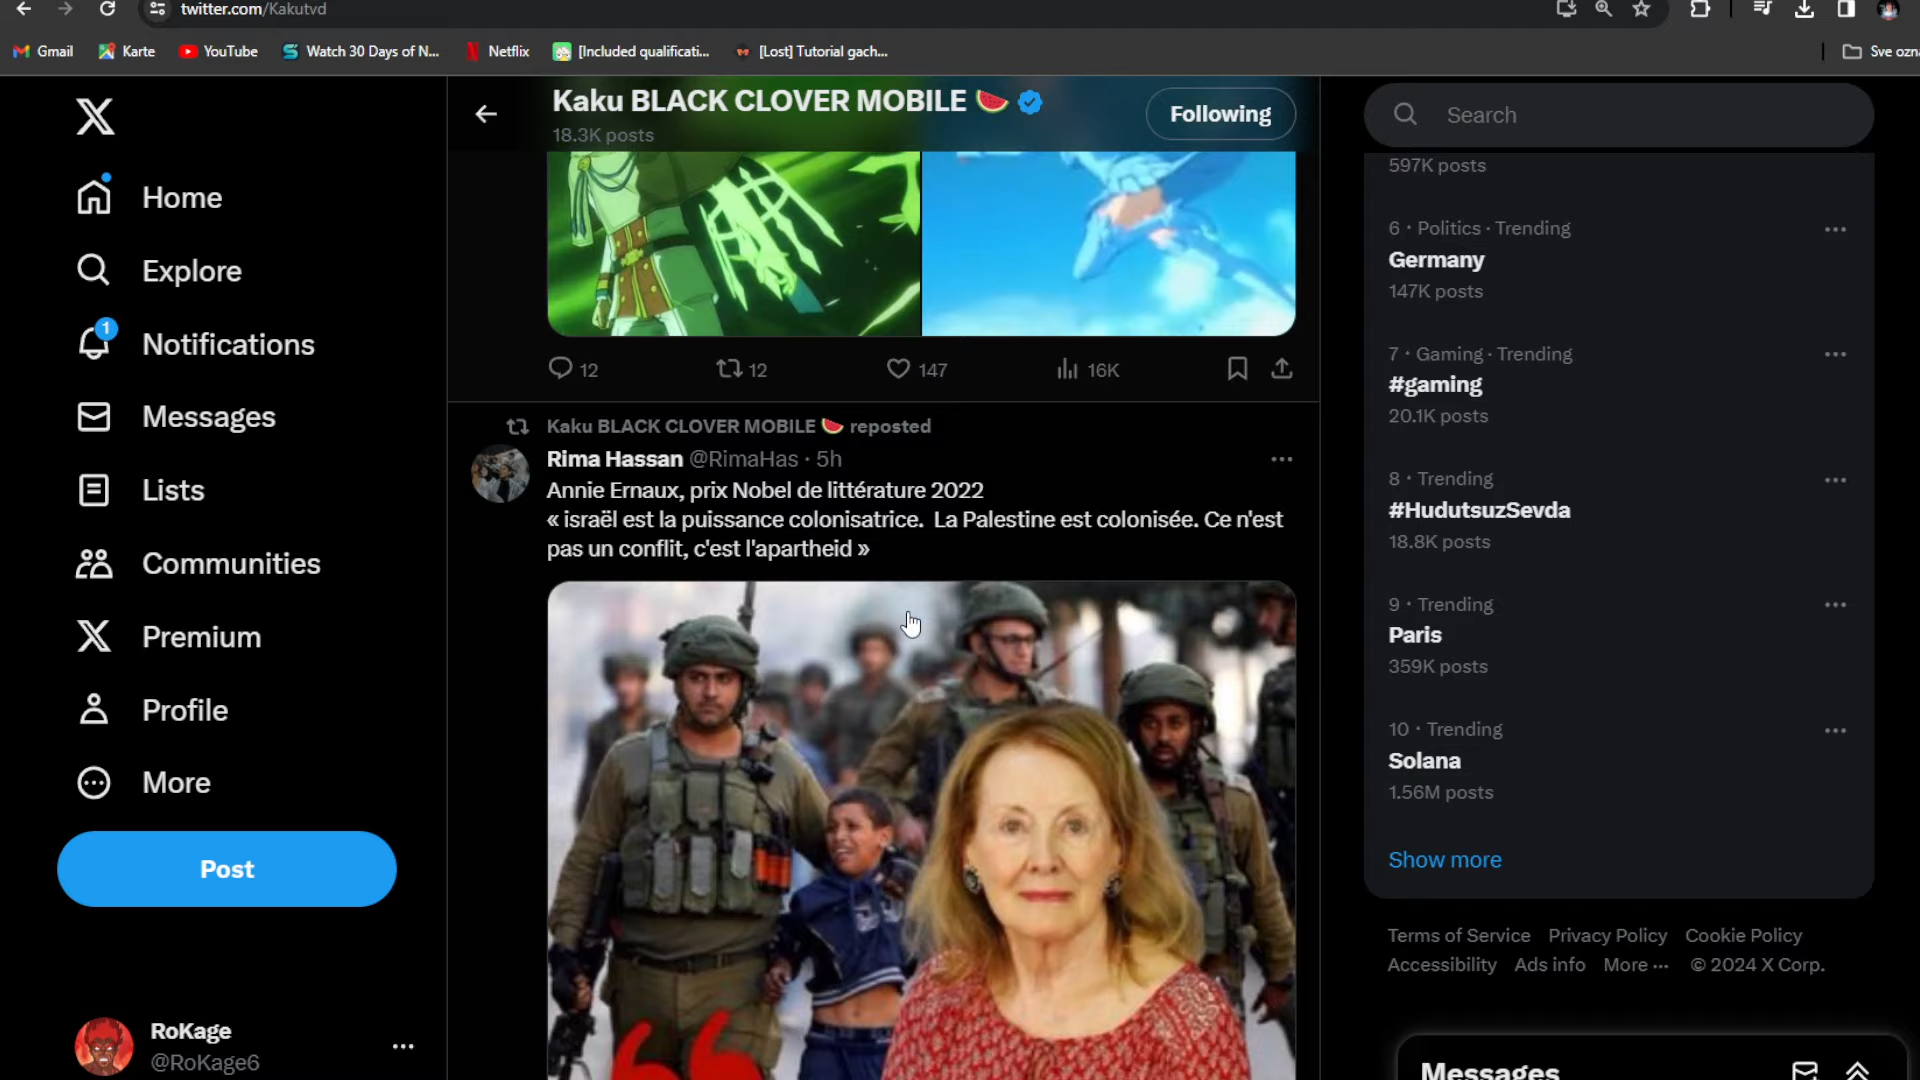 twitter.com/Kakutvd
Gmail
Karte
YouTube
Watch 30 Days of N...
Netflix
[Included qualificati...
[Lost] Tutorial gach...
Sve ozna
Home
Explore
1
Notifications
Messages
Lists
Communities
Premium
Profile
More
Post
RoKage
@RoKage6
Kaku BLACK CLOVER MOBILE 🍉
18.3K posts
Following
12
12
147
16K
Kaku BLACK CLOVER MOBILE 🍉 reposted
Rima Hassan @RimaHas · 5h
Annie Ernaux, prix Nobel de littérature 2022
« israël est la puissance colonisatrice. La Palestine est colonisée. Ce n'est
pas un conflit, c'est l'apartheid »
Search
597K posts
6 · Politics · Trending
Germany
147K posts
7 · Gaming · Trending
#gaming
20.1K posts
8 · Trending
#HudutsuzSevda
18.8K posts
9 · Trending
Paris
359K posts
10 · Trending
Solana
1.56M posts
Show more
Terms of Service Privacy Policy Cookie Policy
Accessibility Ads info More ··· © 2024 X Corp.
Messages